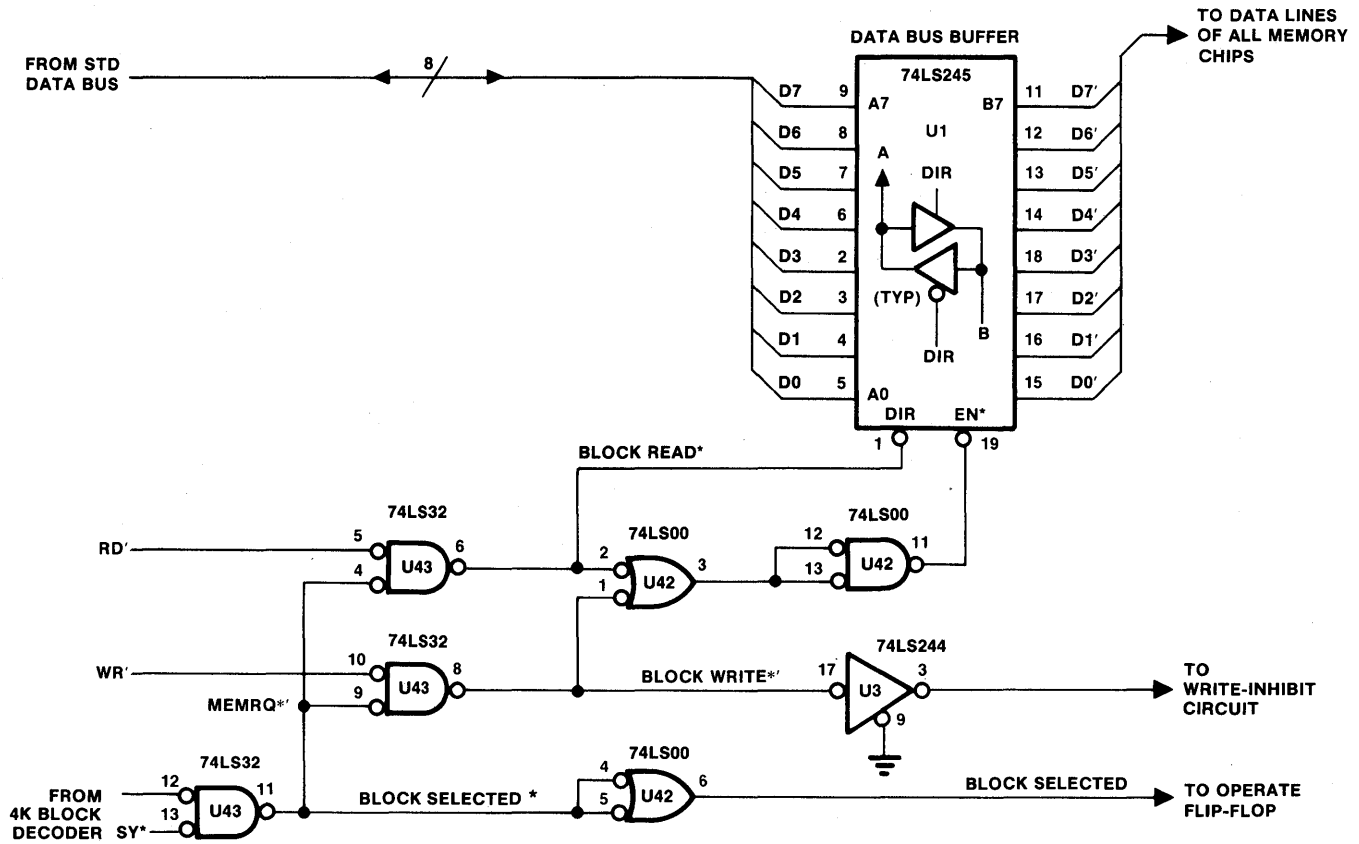 TO DATA LINES
OF ALL MEMORY
CHIPS
DATA BUS BUFFER
FROM STD
DATA BUS
8
74LS245
D7 9 A7 B7 11 D7′
U1
D6 8 12 D6′
A
D5 7 DIR 13 D5′
D4 6 14 D4′
D3 2 18 D3′
D2 3 (TYP) 17 D2′
B
D1 4 16 D1′
DIR
D0 5 A0 15 D0′
DIR EN*
1 19
BLOCK READ*
74LS32
74LS00
74LS00
RD′ 5 6
U43
4
2 3
1
U42
12 11
13
U42
74LS32
74LS244
WR′ 10 8
U43
9
MEMRQ*′
BLOCK WRITE*′
17 3
U3
9
TO
WRITE-INHIBIT
CIRCUIT
74LS32
74LS00
FROM
4K BLOCK
DECODER SY*
12 11
13
U43
BLOCK SELECTED *
4 6
5
U42
BLOCK SELECTED
TO OPERATE
FLIP-FLOP